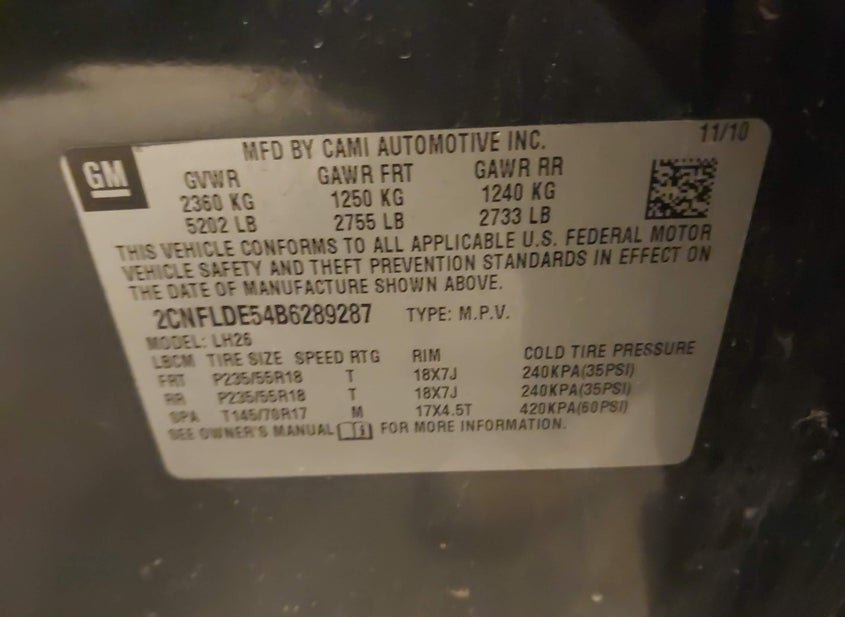 GM
MFD BY CAMI AUTOMOTIVE INC.
11/10
GVWR GAWR FRT GAWR RR
2360 KG 1250 KG 1240 KG
5202 LB 2755 LB 2733 LB
THIS VEHICLE CONFORMS TO ALL APPLICABLE U.S. FEDERAL MOTOR
VEHICLE SAFETY AND THEFT PREVENTION STANDARDS IN EFFECT ON
THE DATE OF MANUFACTURE SHOWN ABOVE.
2CNFLDE54B6289287 TYPE: M.P.V.
MODEL: LH26
LBCM TIRE SIZE SPEED RTG RIM COLD TIRE PRESSURE
FRT P235/55R18 T 18X7J 240KPA(35PSI)
RR P235/55R18 T 18X7J 240KPA(35PSI)
SPA T145/70R17 M 17X4.5T 420KPA(60PSI)
SEE OWNER'S MANUAL FOR MORE INFORMATION.